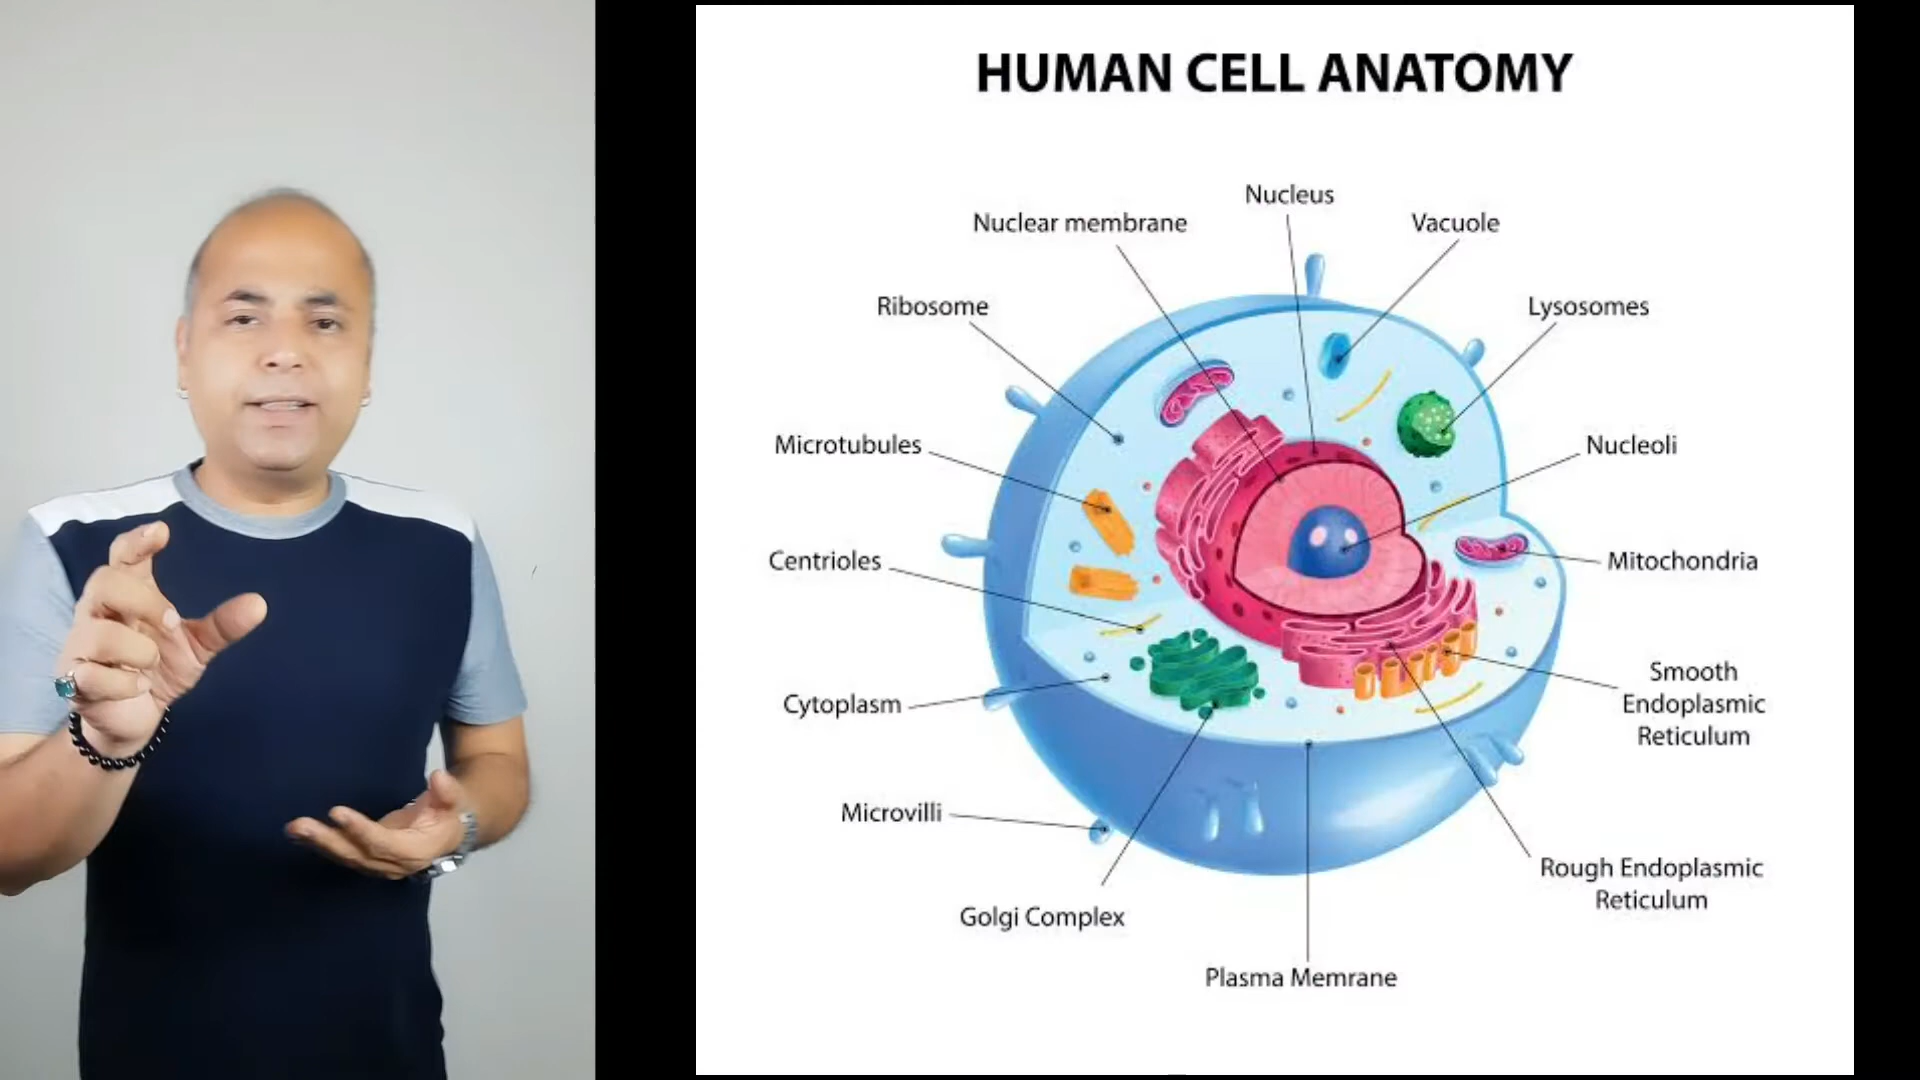 HUMAN CELL ANATOMY
Nucleus
Nuclear membrane
Vacuole
Ribosome
Lysosomes
Microtubules
Nucleoli
Centrioles
Mitochondria
Smooth
Endoplasmic
Reticulum
Cytoplasm
Microvilli
Rough Endoplasmic
Reticulum
Golgi Complex
Plasma Memrane